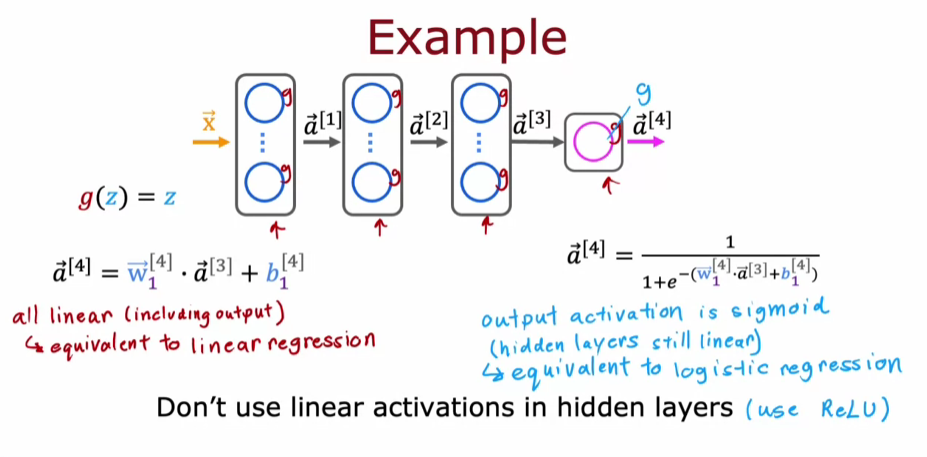 Example
g
g g g g
x⃗ a⃗[1] a⃗[2] a⃗[3] a⃗[4]
g g g
g(z) = z
a⃗[4] = w⃗₁[4] · a⃗[3] + b₁[4]
a⃗[4] = 1 / 1+e^−(w⃗₁[4]·a⃗[3]+b₁[4])
all linear (including output)
↳ equivalent to linear regression
output activation is sigmoid
(hidden layers still linear)
↳ equivalent to logistic regression
Don't use linear activations in hidden layers (use ReLU)